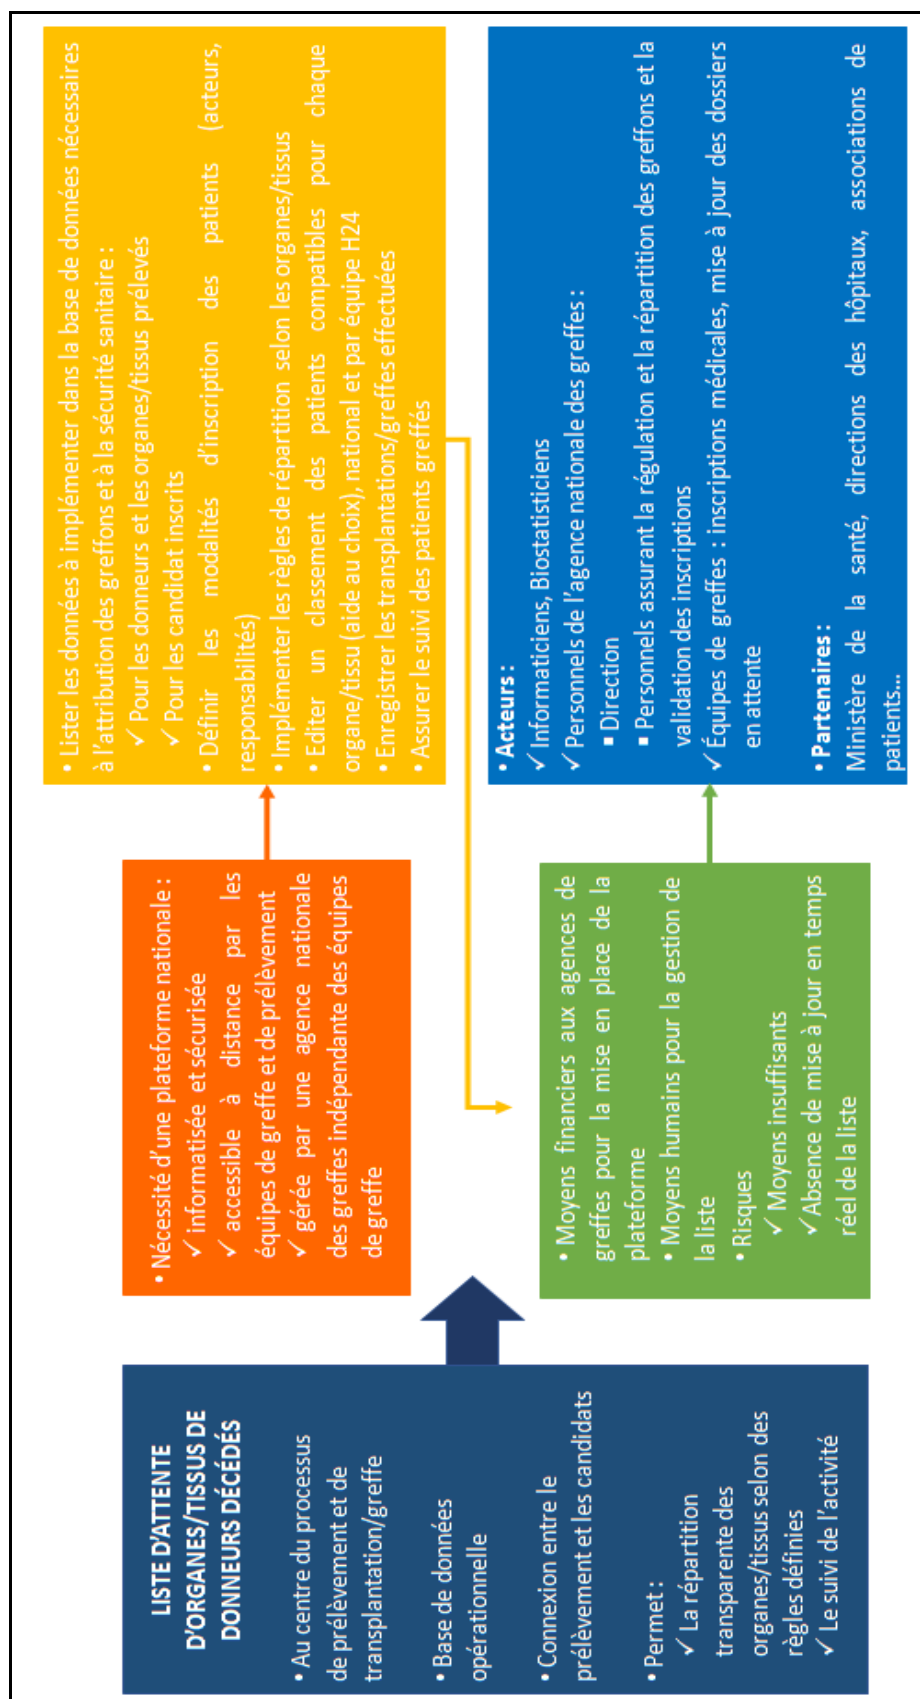 LISTE D'ATTENTE
D'ORGANES/TISSUS DE
DONNEURS DÉCÉDÉS
• Au centre du processus
de prélèvement et de
transplantation/greffe
• Base de données
opérationnelle
• Connexion entre le
prélèvement et les candidats
• Permet :
✓ La répartition
transparente des
organes/tissus selon des
règles définies
✓ Le suivi de l'activité
• Nécessité d'une plateforme nationale :
✓ informatisée et sécurisée
✓ accessible à distance par les
équipes de greffe et de prélèvement
✓ gérée par une agence nationale
des greffes indépendante des équipes
de greffe
• Lister les données à implémenter dans la base de données nécessaires
à l'attribution des greffons et à la sécurité sanitaire :
✓ Pour les donneurs et les organes/tissus prélevés
✓ Pour les candidat inscrits
• Définir les modalités d'inscription des patients (acteurs,
responsabilités)
• Implémenter les règles de répartition selon les organes/tissus
• Editer un classement des patients compatibles pour chaque
organe/tissu (aide au choix), national et par équipe H24
• Enregistrer les transplantations/greffes effectuées
• Assurer le suivi des patients greffés
• Moyens financiers aux agences de
greffes pour la mise en place de la
plateforme
• Moyens humains pour la gestion de
la liste
• Risques
✓ Moyens insuffisants
✓ Absence de mise à jour en temps
réel de la liste
• Acteurs :
✓ Informaticiens, Biostatisticiens
✓ Personnels de l'agence nationale des greffes :
▪ Direction
▪ Personnels assurant la régulation et la répartition des greffons et la
validation des inscriptions
✓ Équipes de greffes : inscriptions médicales, mise à jour des dossiers
en attente
• Partenaires :
Ministère de la santé, directions des hôpitaux, associations de
patients...